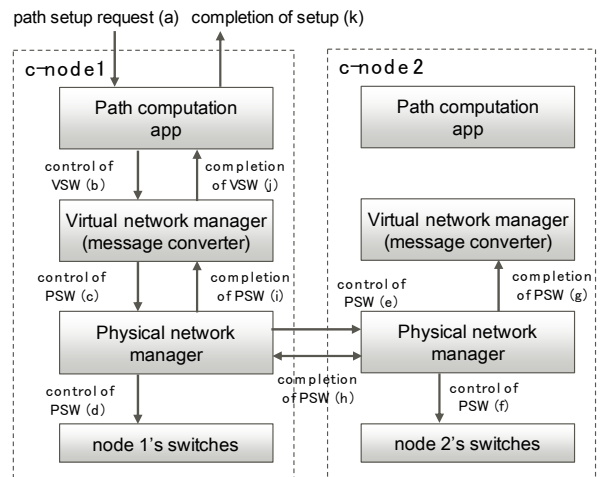 path setup request (a)
completion of setup (k)
c-node1
Path computation
app
control of
VSW (b)
completion
of VSW (j)
Virtual network manager
(message converter)
control of
PSW (c)
completion
of PSW (i)
Physical network
manager
control of
PSW (d)
node 1's switches
control of
PSW (e)
completion
of PSW (h)
c-node2
Path computation
app
Virtual network manager
(message converter)
completion
of PSW (g)
Physical network
manager
control of
PSW (f)
node 2's switches